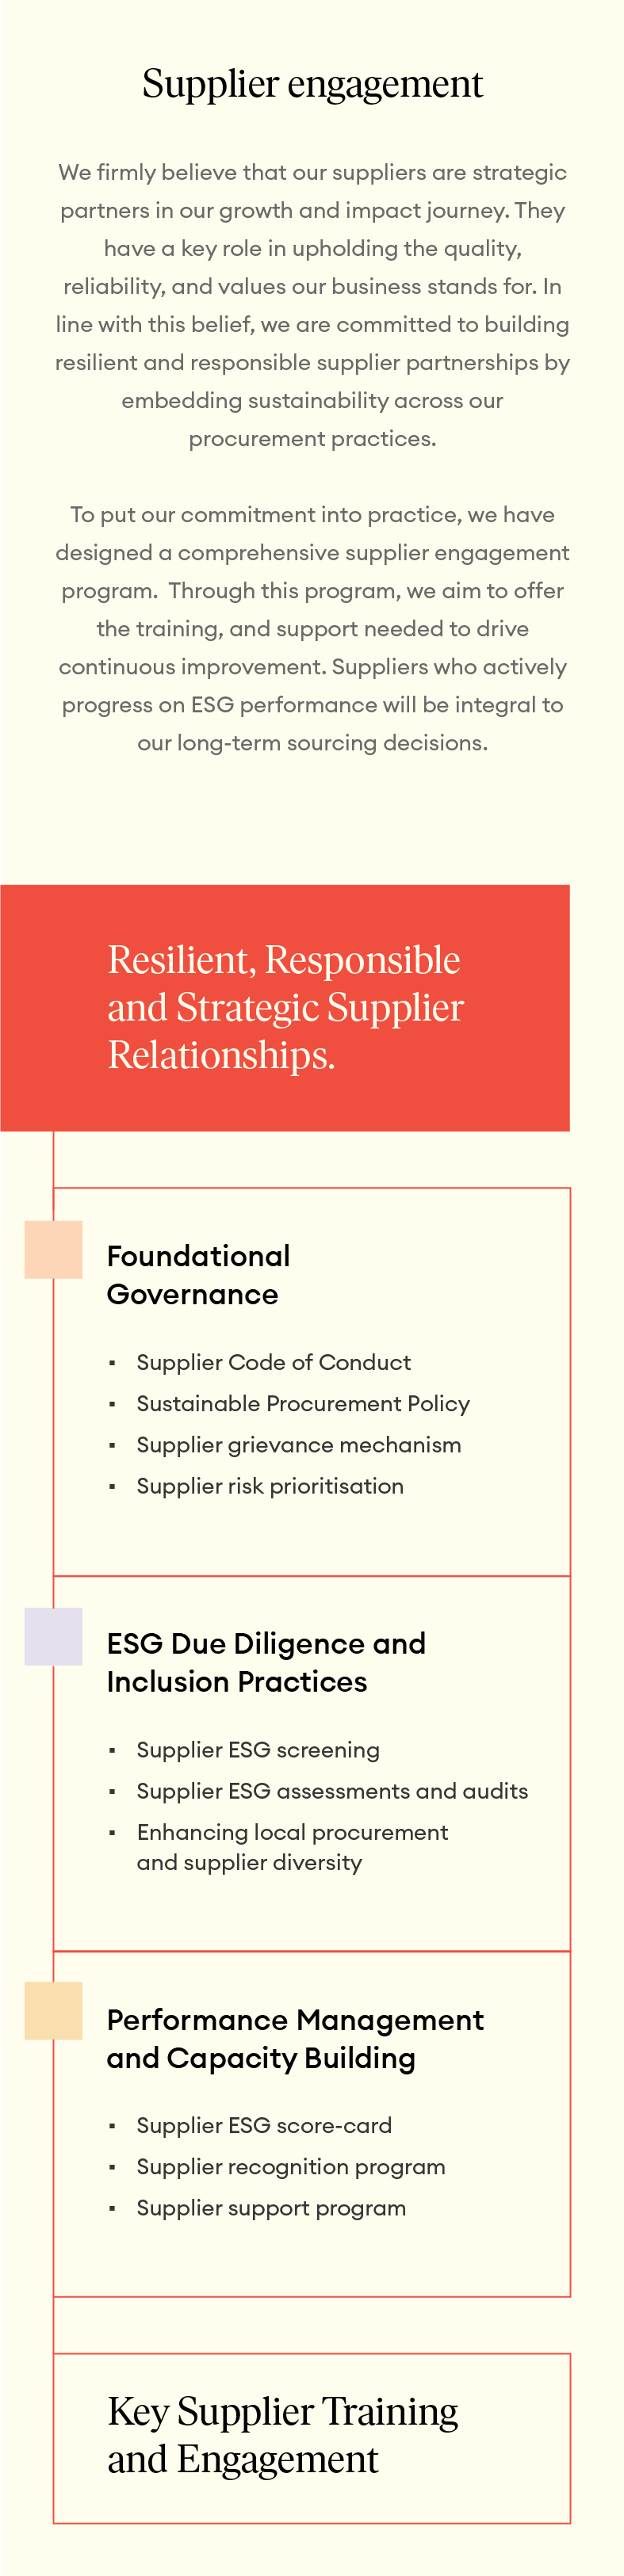 Supplier engagement
We firmly believe that our suppliers are strategic
partners in our growth and impact journey. They
have a key role in upholding the quality,
reliability, and values our business stands for. In
line with this belief, we are committed to building
resilient and responsible supplier partnerships by
embedding sustainability across our
procurement practices.
To put our commitment into practice, we have
designed a comprehensive supplier engagement
program.  Through this program, we aim to offer
the training, and support needed to drive
continuous improvement. Suppliers who actively
progress on ESG performance will be integral to
our long-term sourcing decisions.
Resilient, Responsible
and Strategic Supplier
Relationships.
Foundational
Governance
▪ Supplier Code of Conduct
▪ Sustainable Procurement Policy
▪ Supplier grievance mechanism
▪ Supplier risk prioritisation
ESG Due Diligence and
Inclusion Practices
▪ Supplier ESG screening
▪ Supplier ESG assessments and audits
▪ Enhancing local procurement
and supplier diversity
Performance Management
and Capacity Building
▪ Supplier ESG score-card
▪ Supplier recognition program
▪ Supplier support program
Key Supplier Training
and Engagement